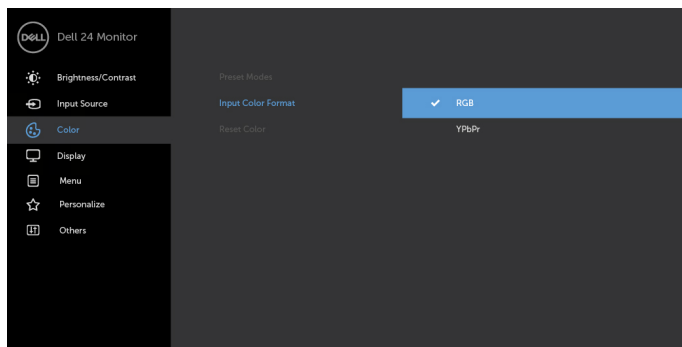 DELL Dell 24 Monitor
Brightness/Contrast Preset Modes
Input Source Input Color Format ✓ RGB
Color Reset Color YPbPr
Display
Menu
Personalize
Others